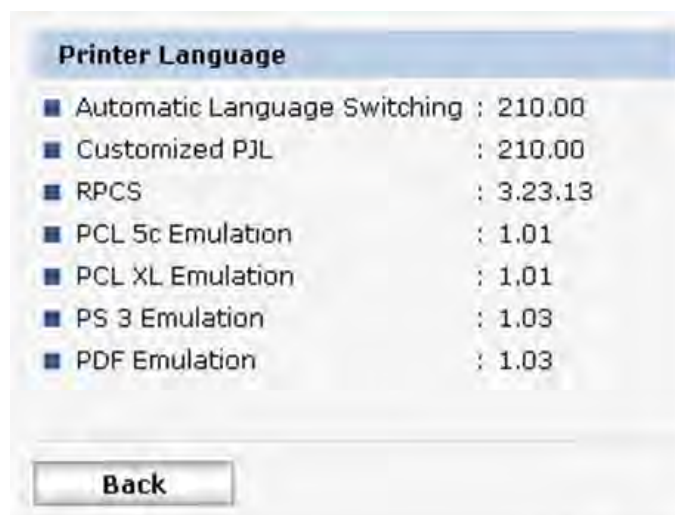 Printer Language
Automatic Language Switching : 210.00
Customized PJL : 210.00
RPCS : 3.23.13
PCL 5c Emulation : 1.01
PCL XL Emulation : 1.01
PS 3 Emulation : 1.03
PDF Emulation : 1.03
Back